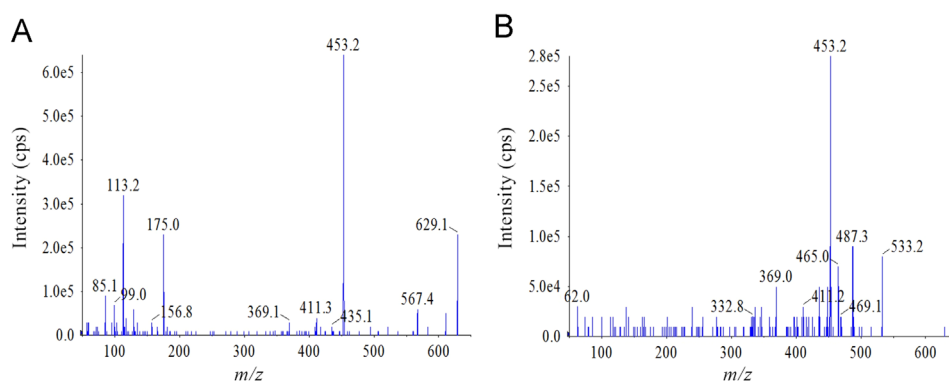 A
Intensity (cps)
6.0e5
5.0e5
4.0e5
3.0e5
2.0e5
1.0e5
0.0
453.2
113.2
175.0
629.1
85.1
99.0
156.8
369.1
411.3
435.1
567.4
100
200
300
400
500
600
m/z
B
Intensity (cps)
2.8e5
2.5e5
2.0e5
1.5e5
1.0e5
5.0e4
0.0
453.2
487.3
465.0
533.2
369.0
62.0
332.8
411.2
469.1
100
200
300
400
500
600
m/z